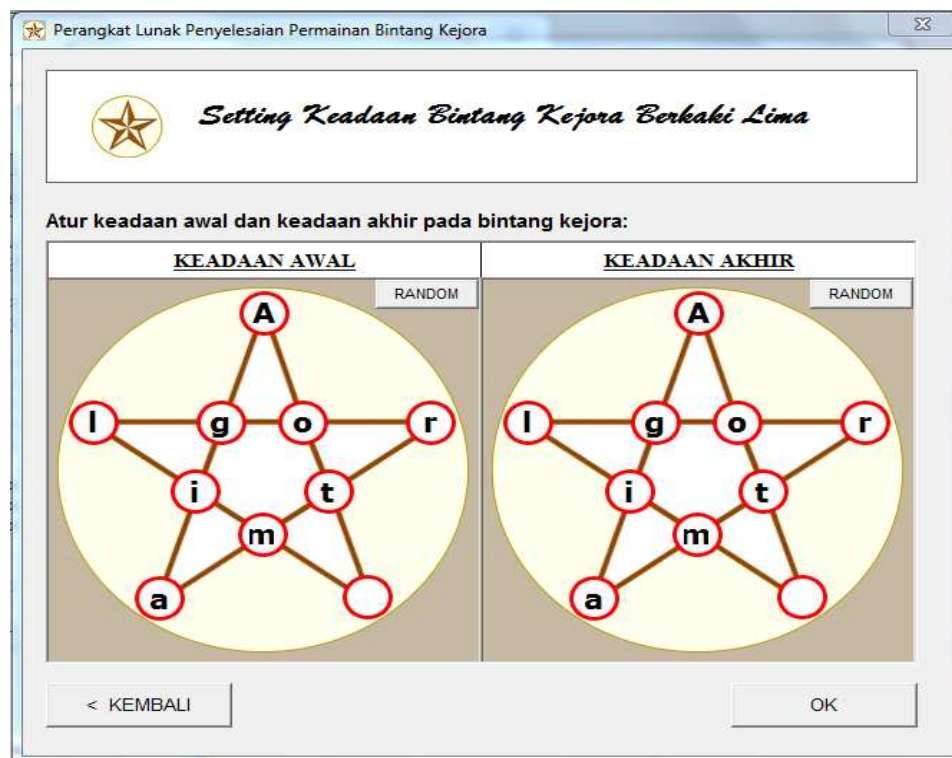 Perangkat Lunak Penyelesaian Permainan Bintang Kejora
Setting Keadaan Bintang Kejora Berkaki Lima
Atur keadaan awal dan keadaan akhir pada bintang kejora:
KEADAAN AWAL
RANDOM
A
l g o r
i t
m
a
KEADAAN AKHIR
RANDOM
A
l g o r
i t
m
a
< KEMBALI
OK